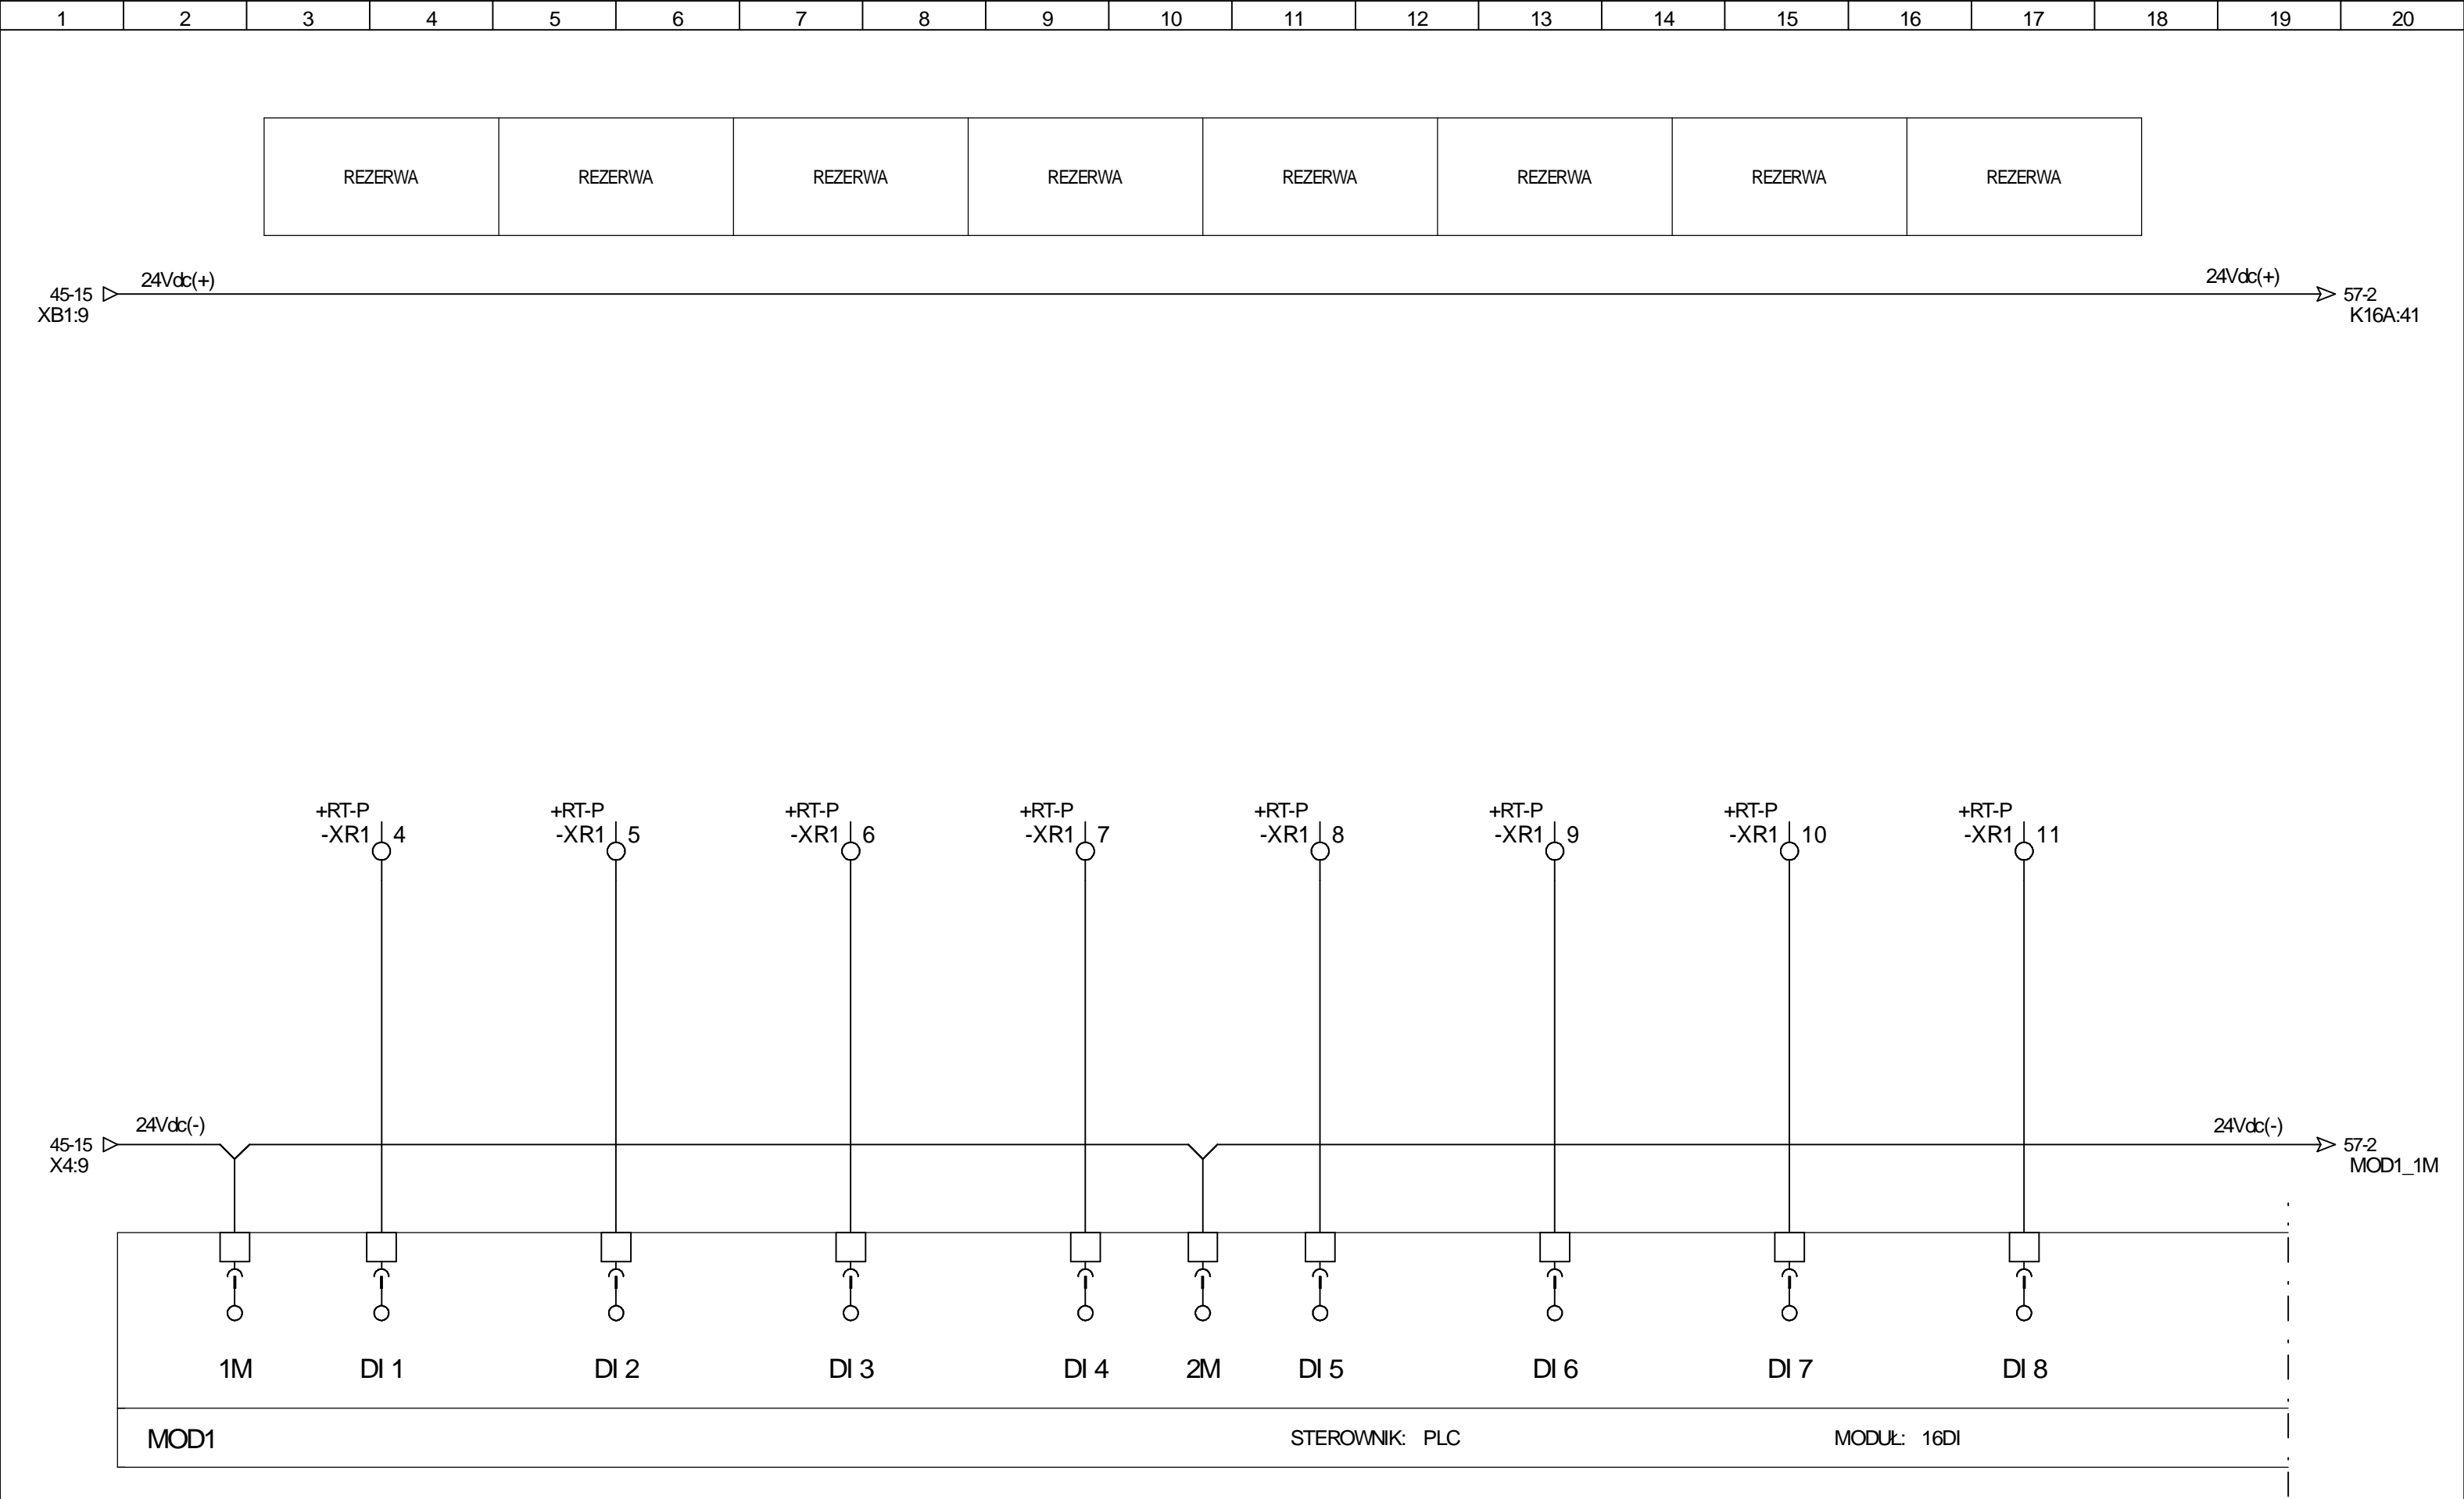 1 2 3 4 5 6 7 8 9 10 11 12 13 14 15 16 17 18 19 20
REZERWA REZERWA REZERWA REZERWA REZERWA REZERWA REZERWA REZERWA
24Vdc(+) 24Vdc(+)
45-15 57-2
XB1:9 K16A:41
+RT-P +RT-P +RT-P +RT-P +RT-P +RT-P +RT-P +RT-P
-XR1 4 -XR1 5 -XR1 6 -XR1 7 -XR1 8 -XR1 9 -XR1 10 -XR1 11
24Vdc(-) 24Vdc(-)
45-15 57-2
X4:9 MOD1_1M
1M DI 1 DI 2 DI 3 DI 4 2M DI 5 DI 6 DI 7 DI 8
MOD1 STEROWNIK: PLC MODUŁ: 16DI